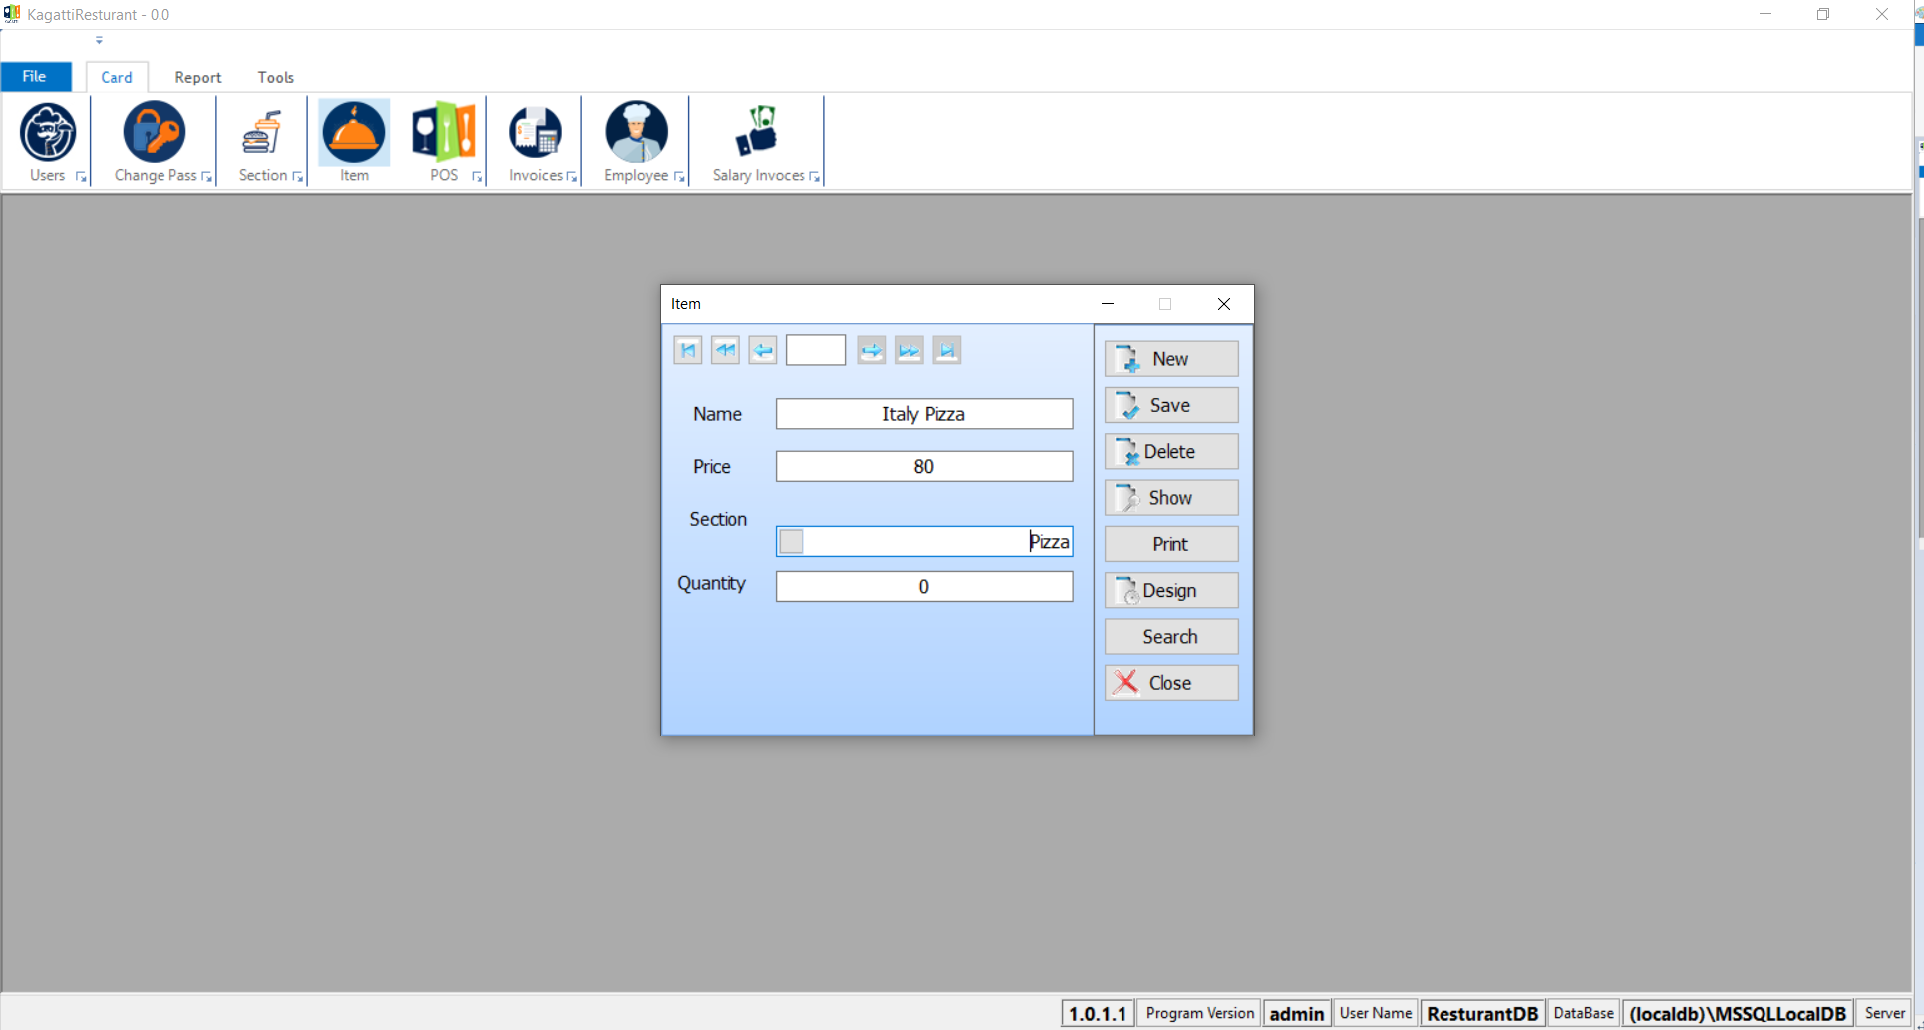 KagattiResturant - 0 0
File Card Report Tools
Users Change Pass Section Item POS Invoices Employee Salary Invoces
Item
New
Name Italy Pizza
Save
Price 80
Delete
Show
Section
Pizza
Print
Quantity 0
Design
Search
Close
1.0.1.1 Program Version admin User Name ResturantDB DataBase (localdb)\MSSQLLocalDB Server